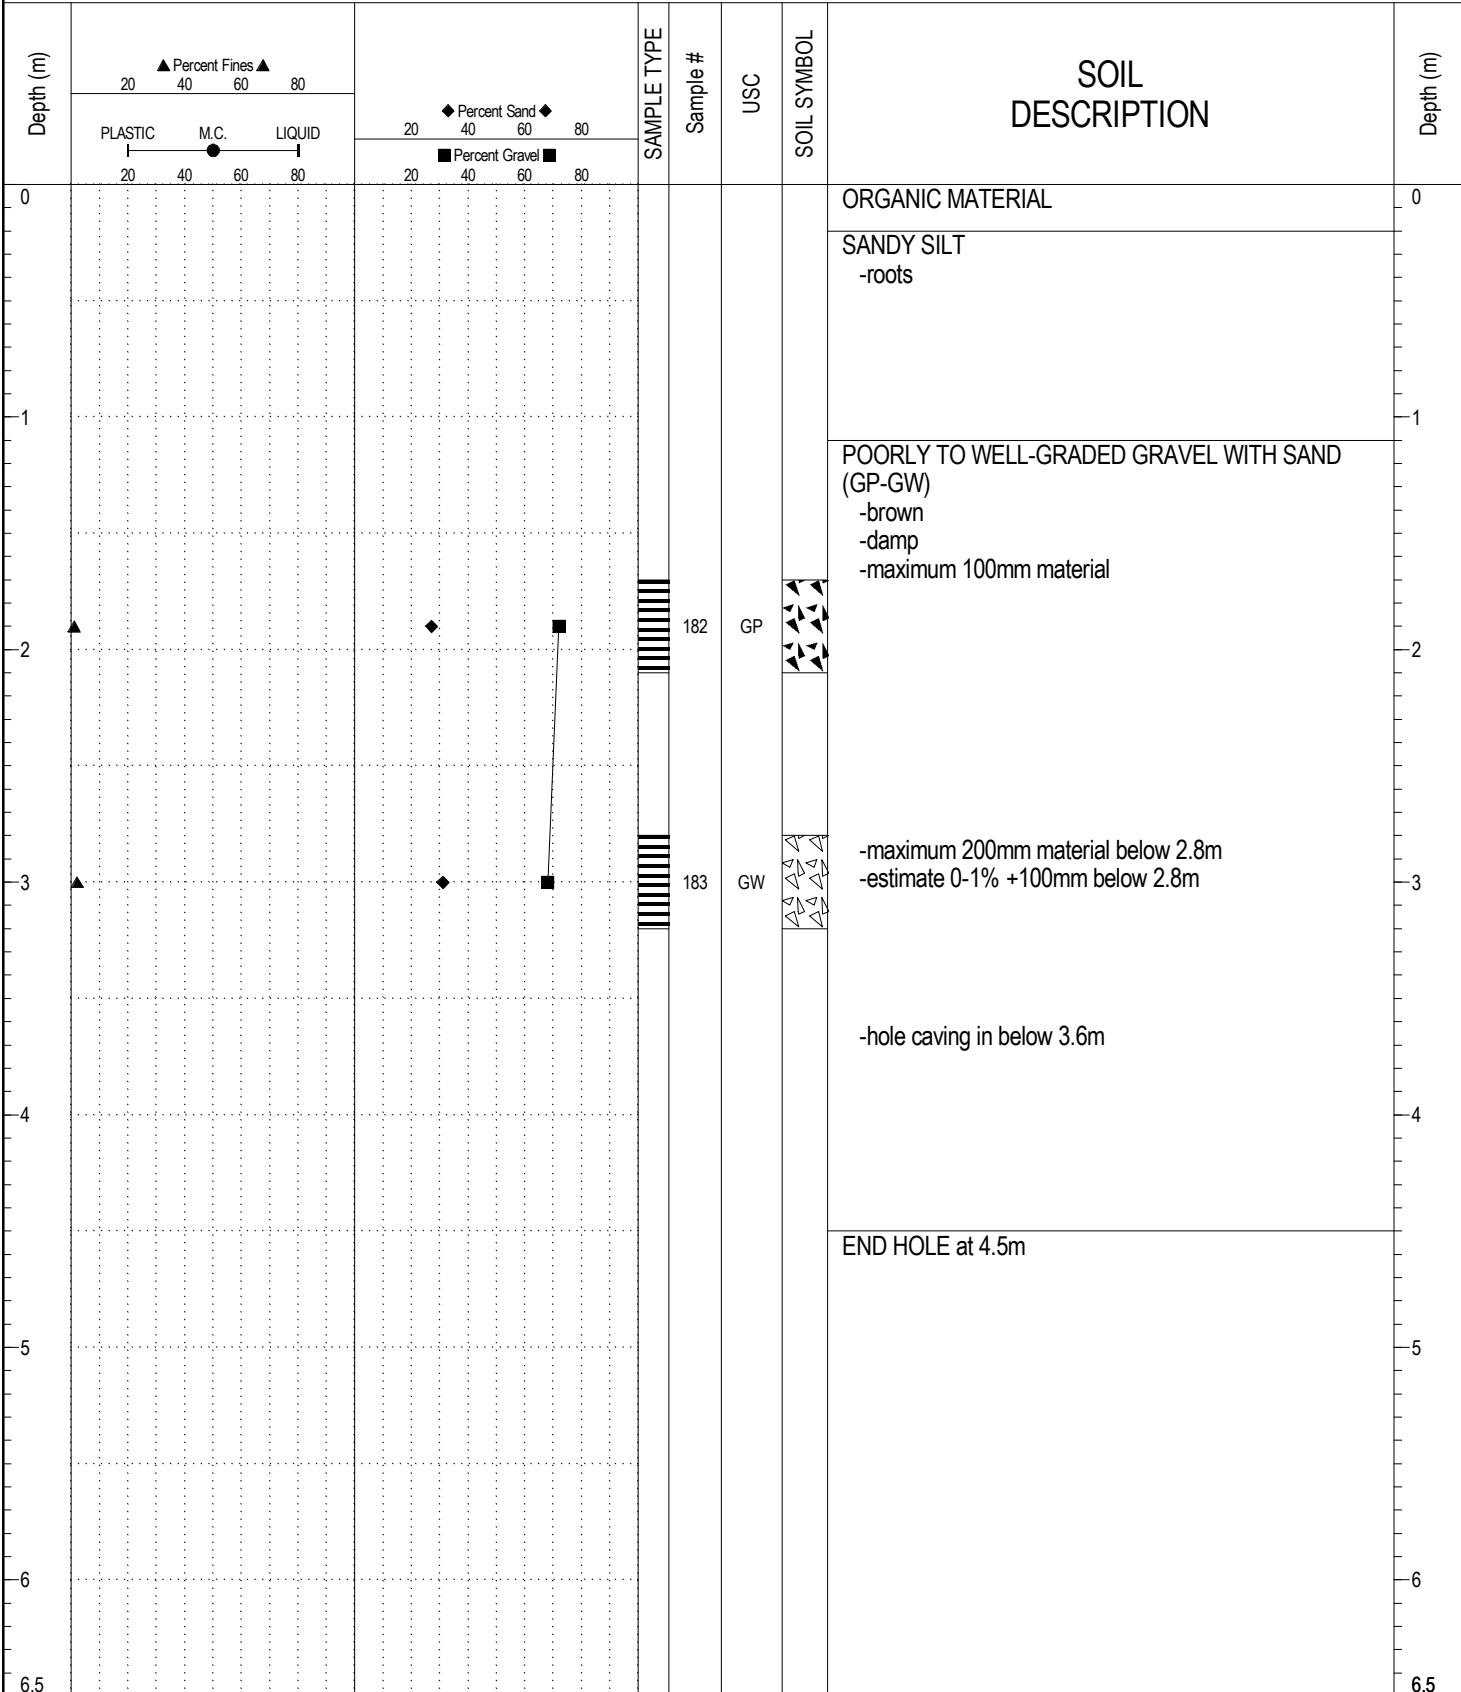 Depth (m)
▲ Percent Fines ▲
20 40 60 80
PLASTIC M.C. LIQUID
20 40 60 80
◆ Percent Sand ◆
20 40 60 80
■ Percent Gravel ■
20 40 60 80
SAMPLE TYPE
Sample #
USC
SOIL SYMBOL
SOIL
DESCRIPTION
Depth (m)
0 0
ORGANIC MATERIAL
SANDY SILT
-roots
1 1
POORLY TO WELL-GRADED GRAVEL WITH SAND
(GP-GW)
-brown
-damp
-maximum 100mm material
182 GP
2 2
-maximum 200mm material below 2.8m
-estimate 0-1% +100mm below 2.8m
3 183 GW 3
-hole caving in below 3.6m
4 4
END HOLE at 4.5m
5 5
6 6
6.5 6.5